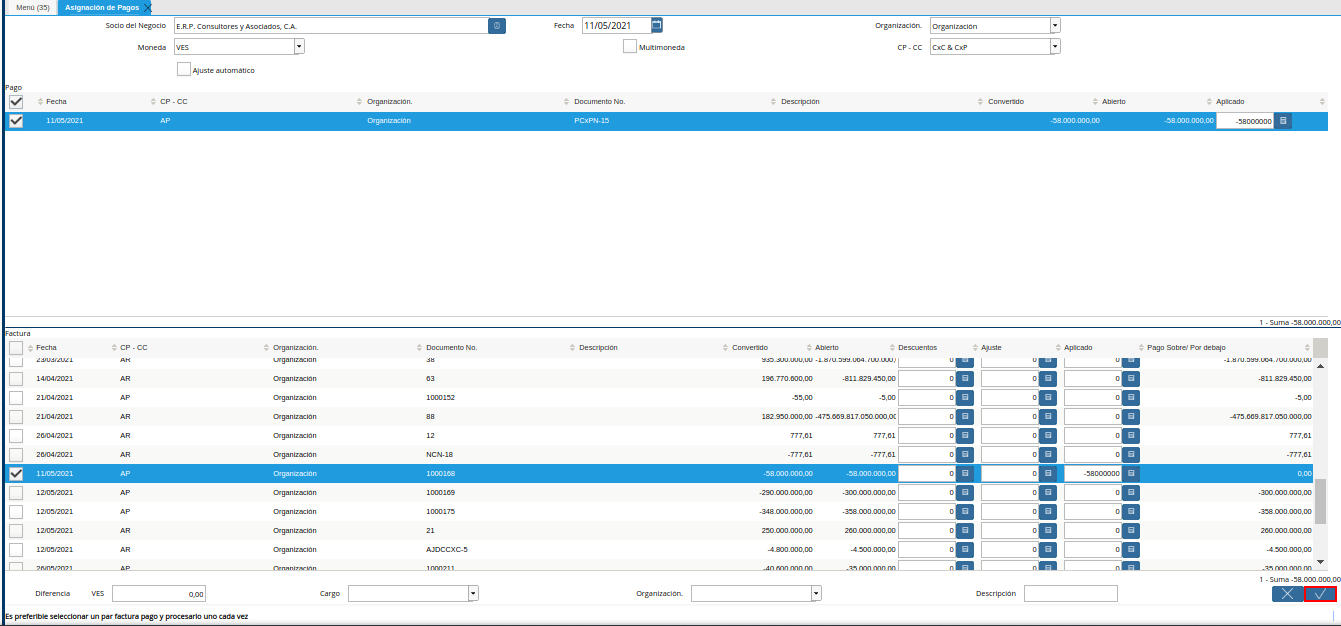 Menú (35) Asignación de Pagos
Socio del Negocio E.R.P. Consultores y Asociados, C.A. Fecha 11/05/2021 Organización. Organización
Moneda VES Multimoneda CP - CC CxC & CxP
Ajuste automático
Pago
Fecha CP - CC Organización. Documento No. Descripción Convertido Abierto Aplicado
11/05/2021 AP Organización PCxPN-15 -58.000.000,00 -58.000.000,00 -58000000
1 - Suma -58.000.000,00
Factura
Fecha CP - CC Organización. Documento No. Descripción Convertido Abierto Descuentos Ajuste Aplicado Pago Sobre/ Por debajo
23/03/2021 AR Organización 38 935.300.000,00 -1.870.599.064.700.000,00 0 0 0 -1.870.599.064.700.000,00
14/04/2021 AR Organización 63 196.770.600,00 -811.829.450,00 0 0 0 -811.829.450,00
21/04/2021 AP Organización 1000152 -55,00 -5,00 0 0 0 -5,00
21/04/2021 AR Organización 88 182.950.000,00 -475.669.817.050.000,00 0 0 0 -475.669.817.050.000,00
26/04/2021 AR Organización 12 777,61 777,61 0 0 0 777,61
26/04/2021 AR Organización NCN-18 -777,61 -777,61 0 0 0 -777,61
11/05/2021 AP Organización 1000168 -58.000.000,00 -58.000.000,00 0 0 -58000000 0,00
12/05/2021 AP Organización 1000169 -290.000.000,00 -300.000.000,00 0 0 0 -300.000.000,00
12/05/2021 AP Organización 1000175 -348.000.000,00 -358.000.000,00 0 0 0 -358.000.000,00
12/05/2021 AR Organización 21 250.000.000,00 260.000.000,00 0 0 0 260.000.000,00
12/05/2021 AR Organización AJDCCXC-5 -4.800.000,00 -4.500.000,00 0 0 0 -4.500.000,00
26/05/2021 AP Organización 1000211 -40.600.000,00 -35.000.000,00 0 0 0 -35.000.000,00
1 - Suma -58.000.000,00
Diferencia VES 0,00 Cargo Organización. Descripción
Es preferible seleccionar un par factura pago y procesarlo uno cada vez